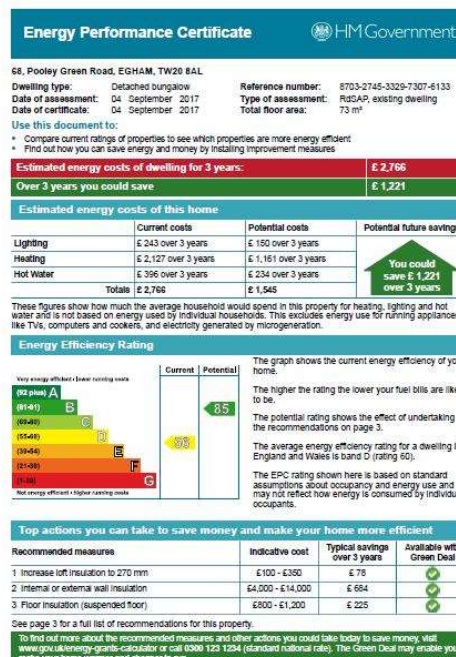 Energy Performance Certificate
HM Government
68, Pooley Green Road, EGHAM, TW20 8AL
Dwelling type: Detached bungalow Reference number: 8703-2745-3329-7307-6133
Date of assessment: 04 September 2017 Type of assessment: RdSAP, existing dwelling
Date of certificate: 04 September 2017 Total floor area: 73 m²
Use this document to:
• Compare current ratings of properties to see which properties are more energy efficient
• Find out how you can save energy and money by installing improvement measures
Estimated energy costs of dwelling for 3 years: £ 2,766
Over 3 years you could save £ 1,221
Estimated energy costs of this home
Current costs Potential costs Potential future saving
Lighting £ 243 over 3 years £ 150 over 3 years
Heating £ 2,127 over 3 years £ 1,161 over 3 years
Hot Water £ 396 over 3 years £ 234 over 3 years
Totals £ 2,766 £ 1,545
You could
save £ 1,221
over 3 years
These figures show how much the average household would spend in this property for heating, lighting and hot
water and is not based on energy used by individual households. This excludes energy use for running appliance
like TVs, computers and cookers, and electricity generated by microgeneration.
Energy Efficiency Rating
Current Potential
Very energy efficient - lower running costs
(92 plus) A
(81-91) B
(69-80) C
(55-68) D
(39-54) E
(21-38) F
(1-20) G
Not energy efficient - higher running costs
85
The graph shows the current energy efficiency of yo
home.
The higher the rating the lower your fuel bills are like
to be.
The potential rating shows the effect of undertaking
the recommendations on page 3.
The average energy efficiency rating for a dwelling i
England and Wales is band D (rating 60).
The EPC rating shown here is based on standard
assumptions about occupancy and energy use and
may not reflect how energy is consumed by individu
occupants.
Top actions you can take to save money and make your home more efficient
Recommended measures Indicative cost Typical savings over 3 years Available wit Green Deal
1 Increase loft insulation to 270 mm £100 - £350 £ 78
2 Internal or external wall insulation £4,000 - £14,000 £ 684
3 Floor insulation (suspended floor) £800 - £1,200 £ 225
See page 3 for a full list of recommendations for this property.
To find out more about the recommended measures and other actions you could take today to save money, visit
www.gov.uk/energy-grants-calculator or call 0300 123 1234 (standard national rate). The Green Deal may enable you